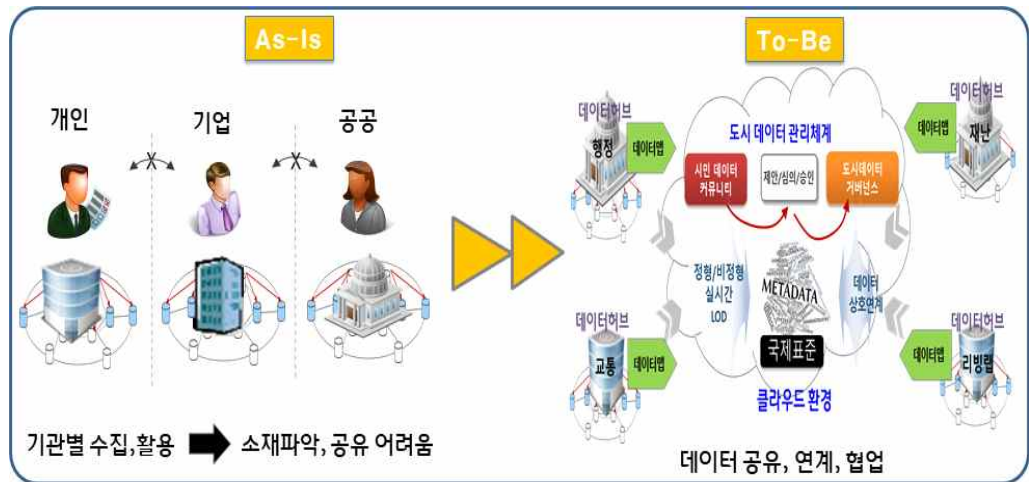 As-Is
개인
기업
공공
기관별 수집,활용
소재파악, 공유 어려움
To-Be
데이터허브
행정
데이터맵
데이터허브
재난
데이터맵
도시 데이터 관리체계
시민 데이터
커뮤니티
제안/심의/승인
도시데이터
거버넌스
정형/비정형
실시간
LOD
METADATA
국제표준
데이터
상호연계
데이터허브
교통
데이터맵
데이터허브
리빙랩
데이터맵
클라우드 환경
데이터 공유, 연계, 협업